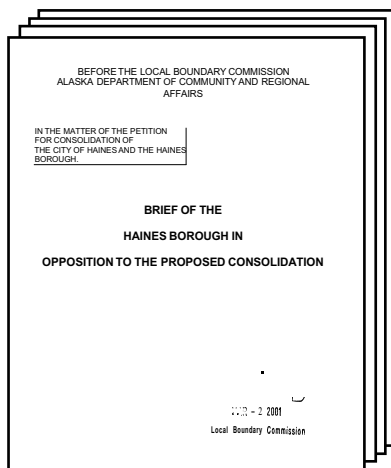 BEFORE THE LOCAL BOUNDARY COMMISSION
ALASKA DEPARTMENT OF COMMUNITY AND REGIONAL
AFFAIRS
IN THE MATTER OF THE PETITION
FOR CONSOLIDATION OF
THE CITY OF HAINES AND THE HAINES
BOROUGH.
BRIEF OF THE
HAINES BOROUGH IN
OPPOSITION TO THE PROPOSED CONSOLIDATION
- 2 2001
Local Boundary Commission